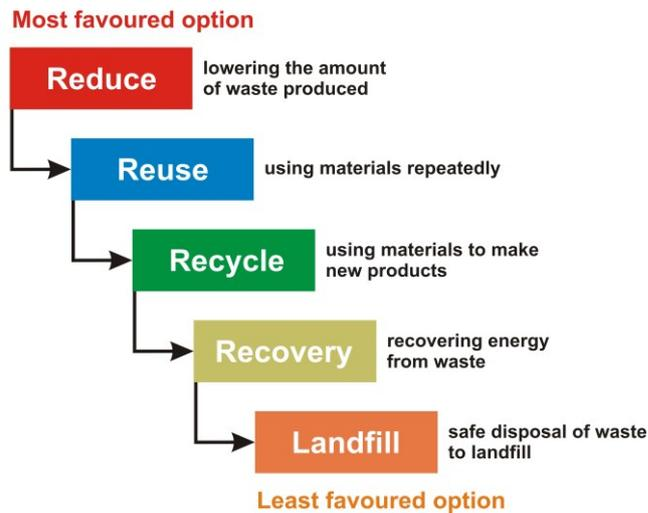 Most favoured option
Reduce
lowering the amount
of waste produced
Reuse
using materials repeatedly
Recycle
using materials to make
new products
Recovery
recovering energy
from waste
Landfill
safe disposal of waste
to landfill
Least favoured option